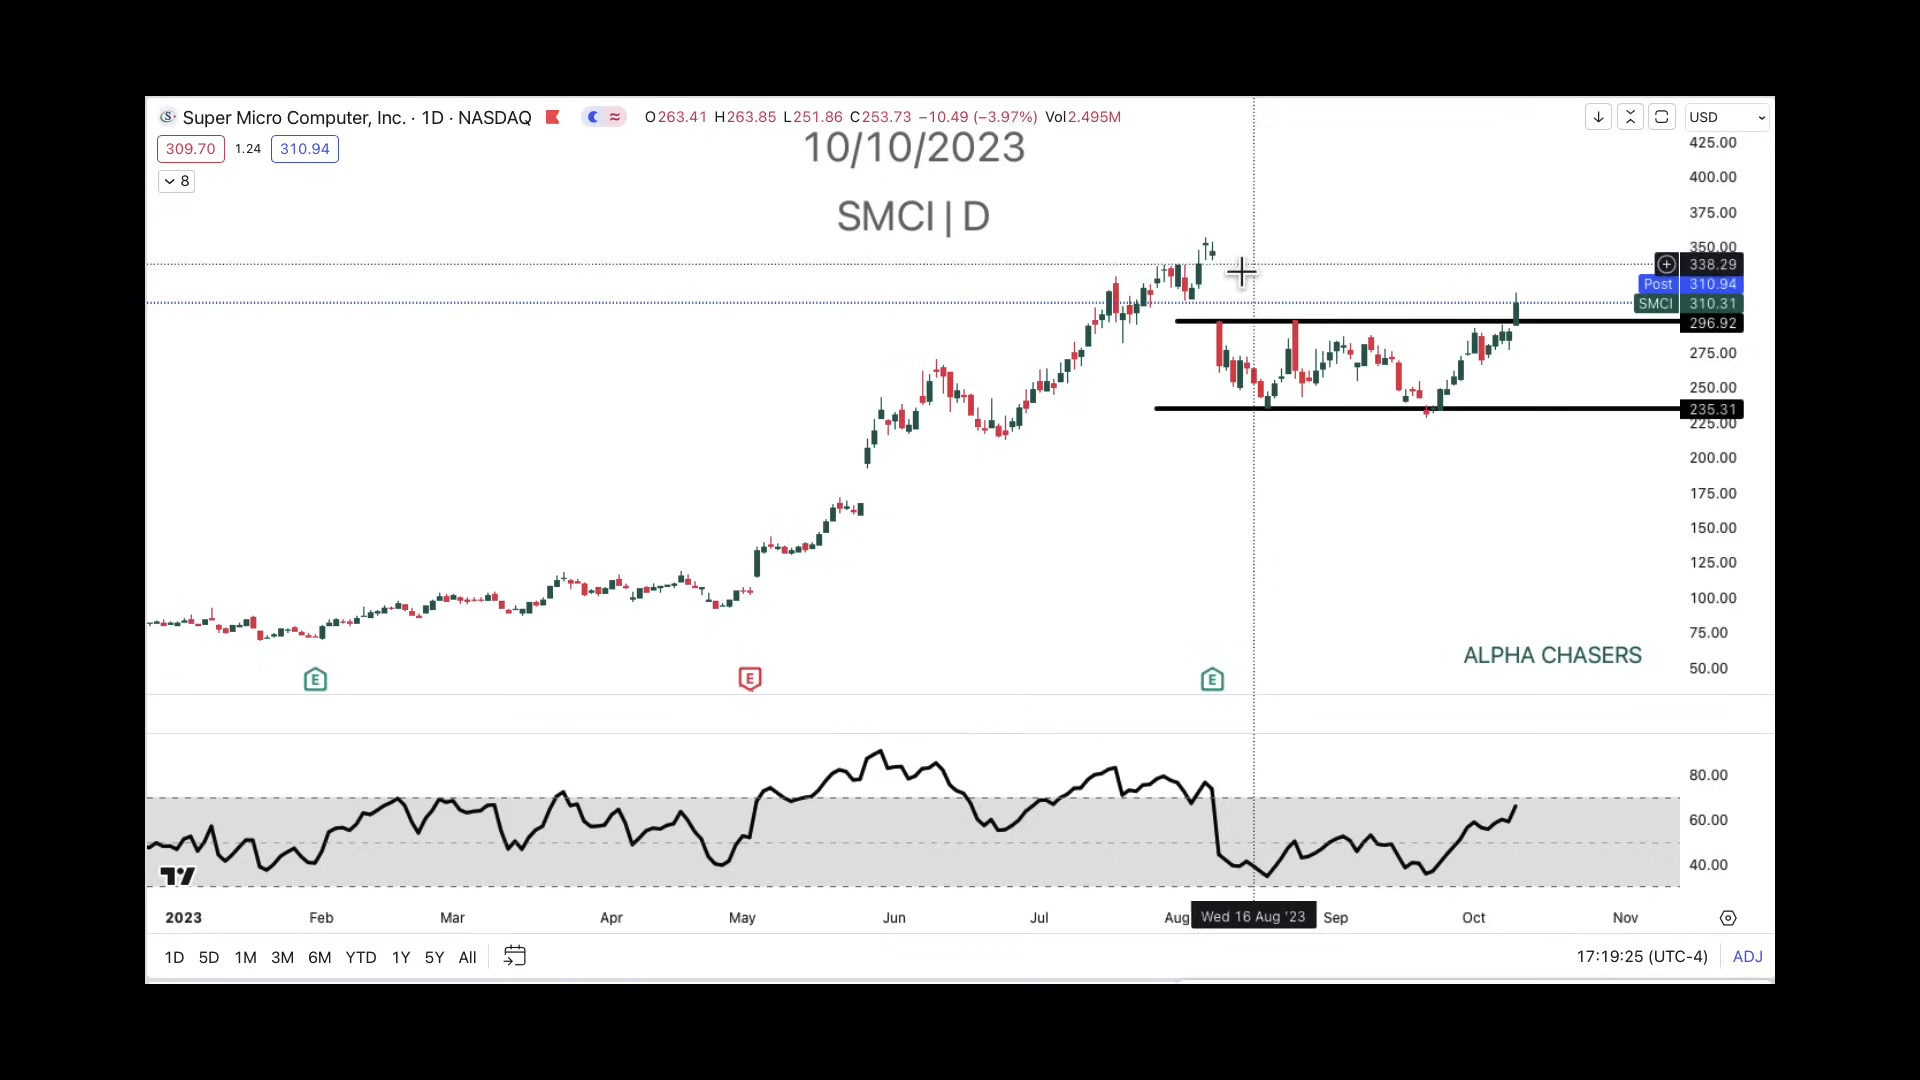 Super Micro Computer, Inc. · 1D · NASDAQ O263.41 H263.85 L251.86 C253.73 −10.49 (−3.97%) Vol2.495M USD
309.70 1.24 310.94
8
10/10/2023
SMCI | D
425.00
400.00
375.00
350.00
338.29
Post 310.94
SMCI 310.31
296.92
275.00
250.00
235.31
225.00
200.00
175.00
150.00
125.00
100.00
75.00
50.00
ALPHA CHASERS
E E E
80.00
60.00
40.00
2023 Feb Mar Apr May Jun Jul Aug Wed 16 Aug '23 Sep Oct Nov
1D 5D 1M 3M 6M YTD 1Y 5Y All 17:19:25 (UTC-4) ADJ